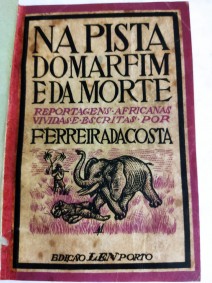 NA PISTA
DO MARFIM
E DA MORTE
REPORTAGENS AFRICANAS
VIVIDAS E ESCRITAS POR
FERREIRA DA COSTA
EDIÇÃO LEN PORTO